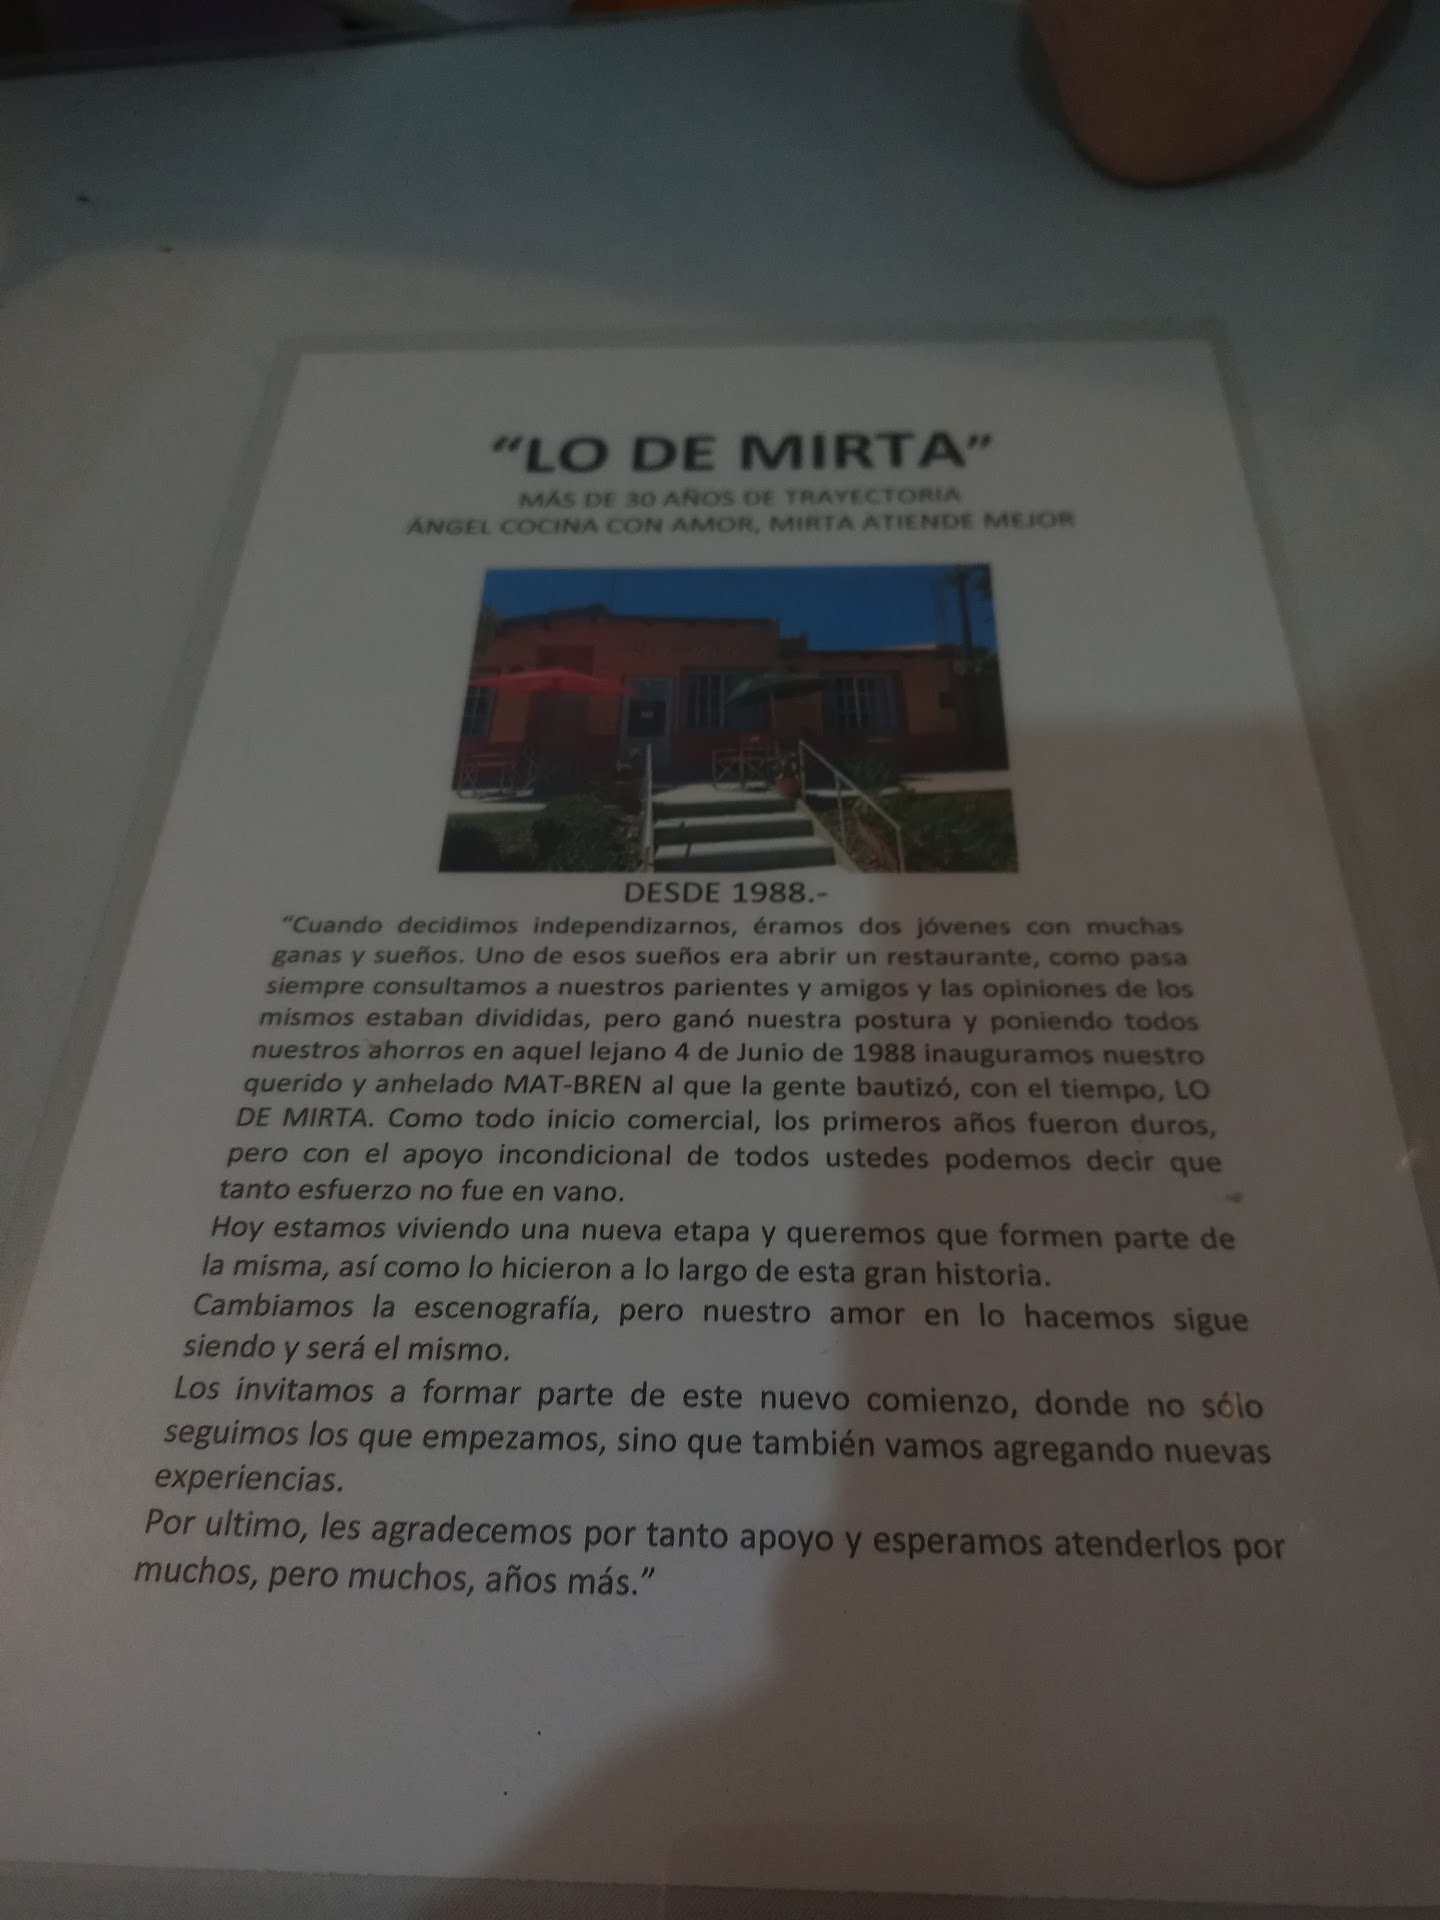 “LO DE MIRTA”
MÁS DE 30 AÑOS DE TRAYECTORIA
ÁNGEL COCINA CON AMOR, MIRTA ATIENDE MEJOR
DESDE 1988.-
“Cuando decidimos independizarnos, éramos dos jóvenes con muchas
ganas y sueños. Uno de esos sueños era abrir un restaurante, como pasa
siempre consultamos a nuestros parientes y amigos y las opiniones de los
mismos estaban divididas, pero ganó nuestra postura y poniendo todos
nuestros ahorros en aquel lejano 4 de Junio de 1988 inauguramos nuestro
querido y anhelado MAT-BREN al que la gente bautizó, con el tiempo, LO
DE MIRTA. Como todo inicio comercial, los primeros años fueron duros,
pero con el apoyo incondicional de todos ustedes podemos decir que
tanto esfuerzo no fue en vano.
Hoy estamos viviendo una nueva etapa y queremos que formen parte de
la misma, así como lo hicieron a lo largo de esta gran historia.
Cambiamos la escenografía, pero nuestro amor en lo hacemos sigue
siendo y será el mismo.
Los invitamos a formar parte de este nuevo comienzo, donde no sólo
seguimos los que empezamos, sino que también vamos agregando nuevas
experiencias.
Por ultimo, les agradecemos por tanto apoyo y esperamos atenderlos por
muchos, pero muchos, años más.”